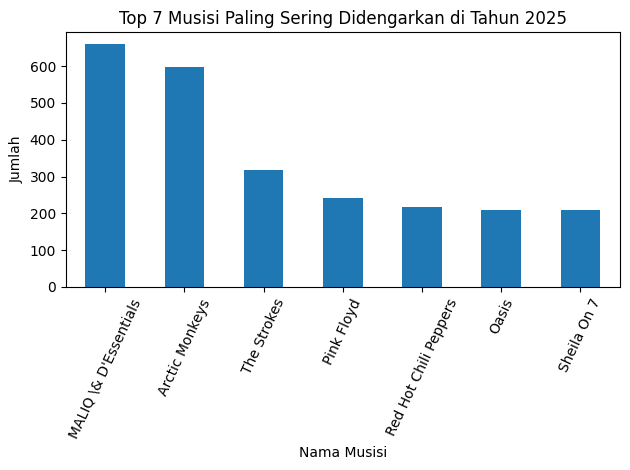 Top 7 Musisi Paling Sering Didengarkan di Tahun 2025
Jumlah
600
500
400
300
200
100
0
MALIQ \& D'Essentials
Arctic Monkeys
The Strokes
Pink Floyd
Red Hot Chili Peppers
Oasis
Sheila On 7
Nama Musisi